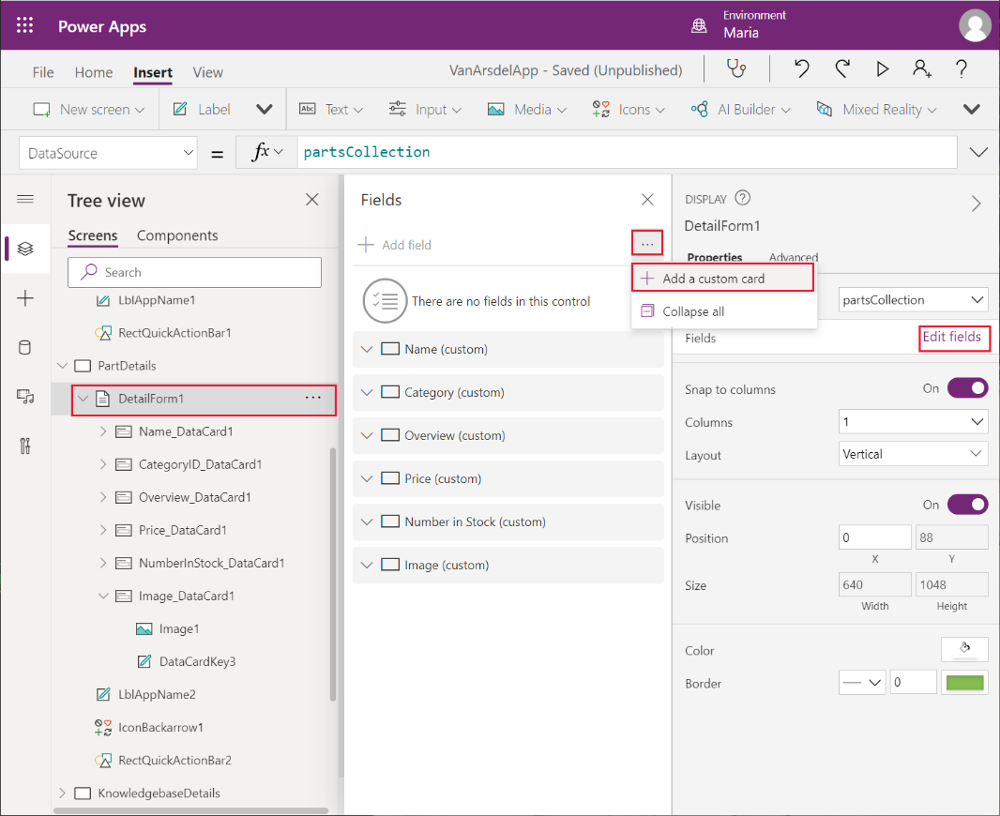 Power Apps
Environment
Maria
File Home Insert View
VanArsdelApp - Saved (Unpublished)
New screen
Label
Abc Text
Input
Media
Icons
AI Builder
Mixed Reality
DataSource
=
fx
partsCollection
Tree view
Screens Components
Search
LblAppName1
RectQuickActionBar1
PartDetails
DetailForm1 ...
Name_DataCard1
CategoryID_DataCard1
Overview_DataCard1
Price_DataCard1
NumberInStock_DataCard1
Image_DataCard1
Image1
DataCardKey3
LblAppName2
IconBackarrow1
RectQuickActionBar2
KnowledgebaseDetails
Fields
Add field
...
Add a custom card
Collapse all
There are no fields in this control
Name (custom)
Category (custom)
Overview (custom)
Price (custom)
Number in Stock (custom)
Image (custom)
DISPLAY ?
DetailForm1
Properties Advanced
partsCollection
Fields Edit fields
Snap to columns On
Columns 1
Layout Vertical
Visible On
Position 0 88
X Y
Size 640 1048
Width Height
Color
Border 0